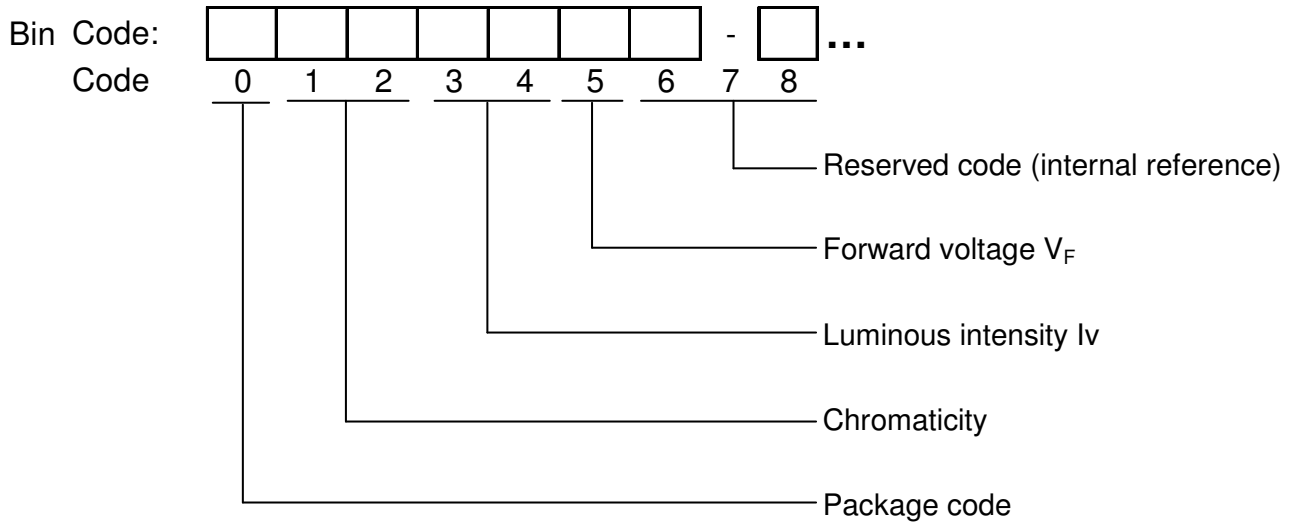 Bin Code: - ...
Code 0 1 2 3 4 5 6 7 8
Reserved code (internal reference)
Forward voltage VF
Luminous intensity Iv
Chromaticity
Package code